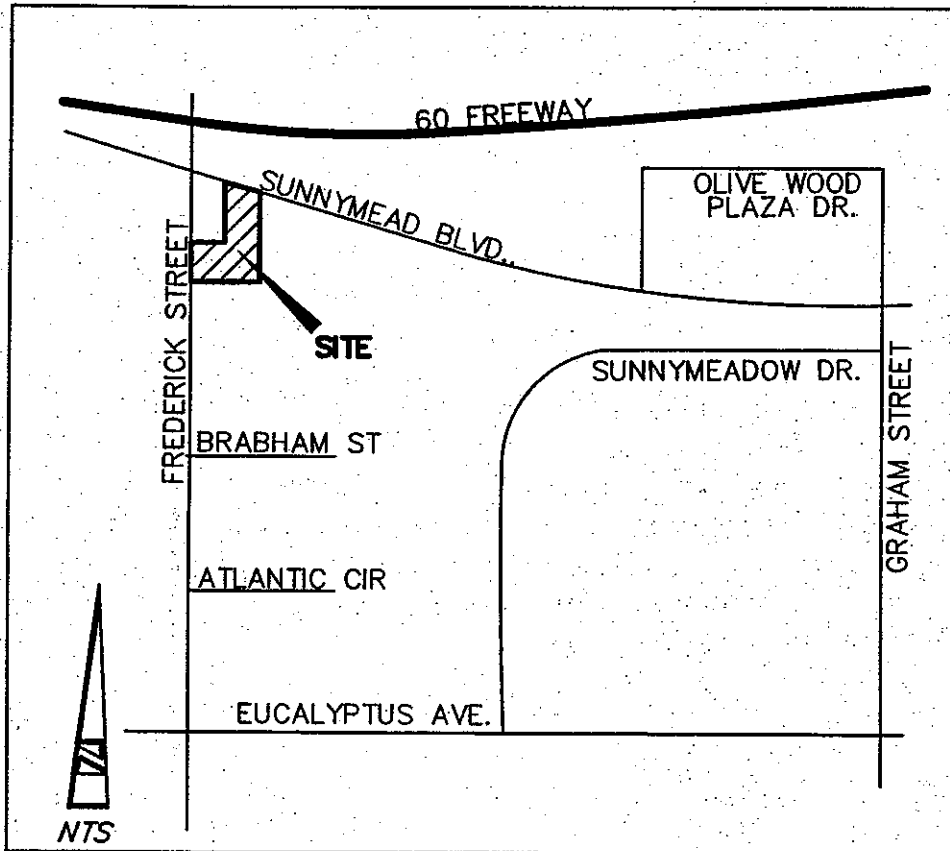 60 FREEWAY
OLIVE WOOD
PLAZA DR.
SUNNYMEAD BLVD..
FREDERICK STREET
SITE
SUNNYMEADOW DR.
GRAHAM STREET
BRABHAM ST
ATLANTIC CIR
EUCALYPTUS AVE.
NTS